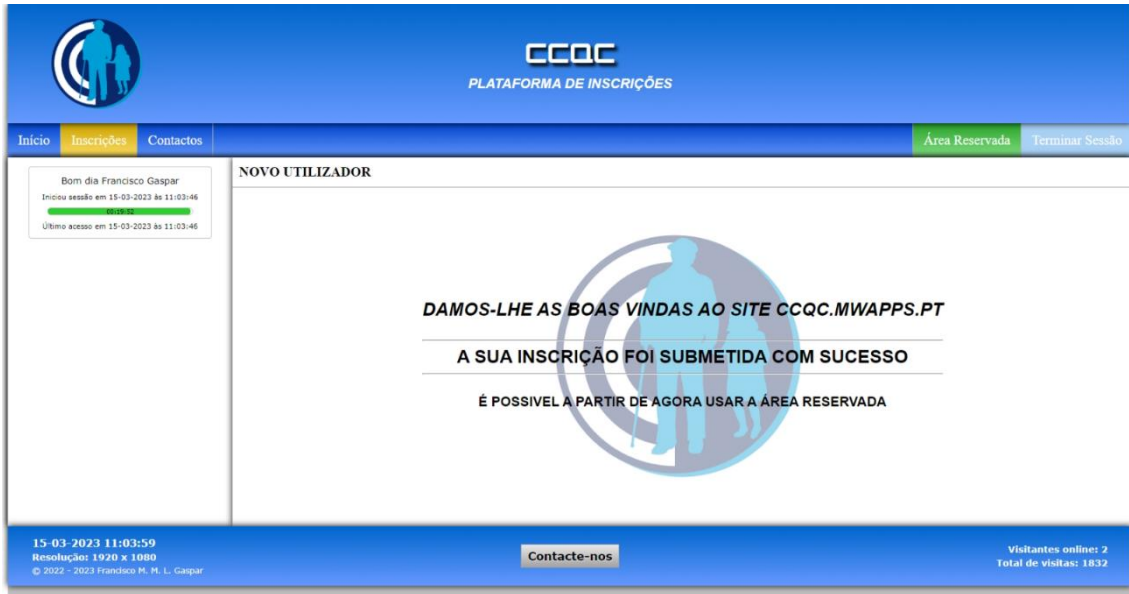 CCQC
PLATAFORMA DE INSCRIÇÕES
Início Inscrições Contactos Área Reservada Terminar Sessão
Bom dia Francisco Gaspar
Iniciou sessão em 15-03-2023 às 11:03:46
Último acesso em 15-03-2023 às 11:03:46
NOVO UTILIZADOR
DAMOS-LHE AS BOAS VINDAS AO SITE CCQC.MWAPPS.PT
A SUA INSCRIÇÃO FOI SUBMETIDA COM SUCESSO
É POSSIVEL A PARTIR DE AGORA USAR A ÁREA RESERVADA
15-03-2023 11:03:59
Resolução: 1920 x 1080
© 2022 - 2023 Francisco M. M. L. Gaspar
Contacte-nos
Visitantes online: 2
Total de visitas: 1832